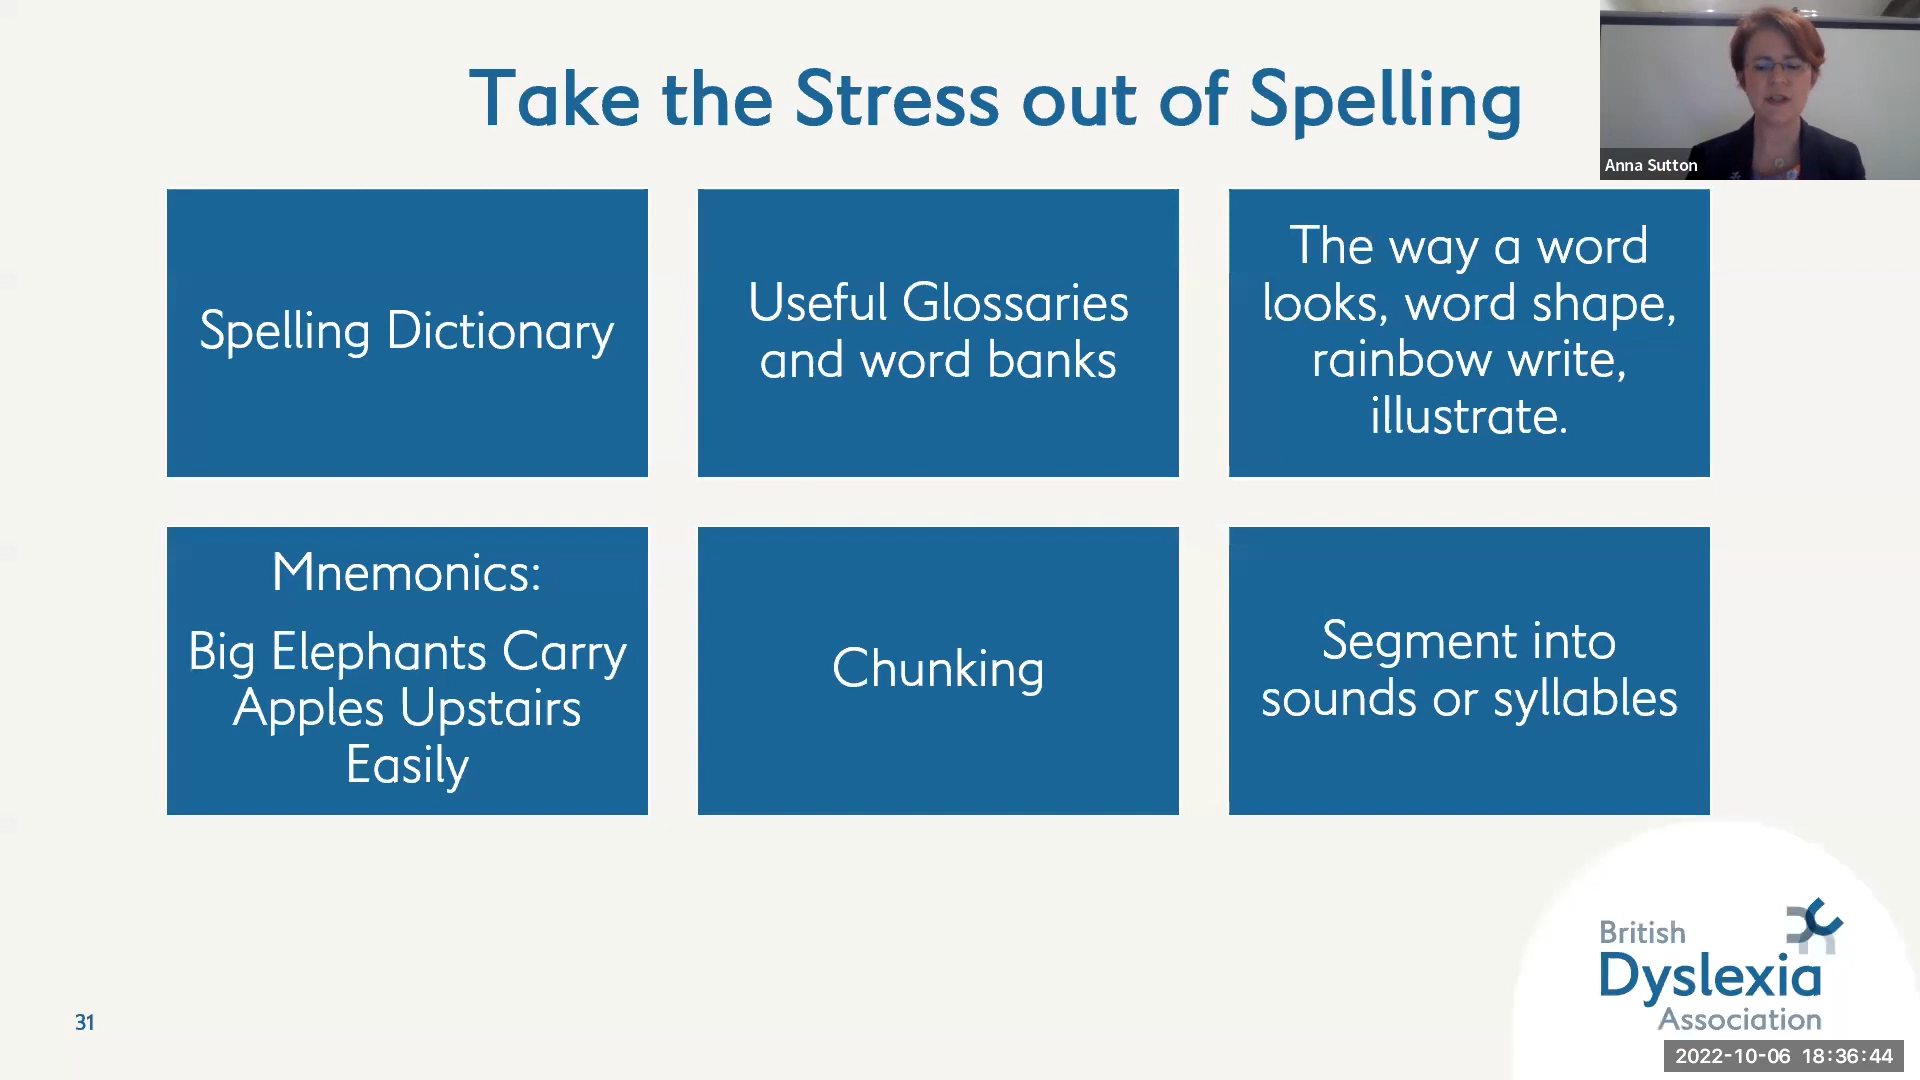 Take the Stress out of Spelling
Anna Sutton
Spelling Dictionary
Useful Glossaries
and word banks
The way a word
looks, word shape,
rainbow write,
illustrate.
Mnemonics:
Big Elephants Carry
Apples Upstairs
Easily
Chunking
Segment into
sounds or syllables
31
British
Dyslexia
Association
2022-10-06 18:36:44